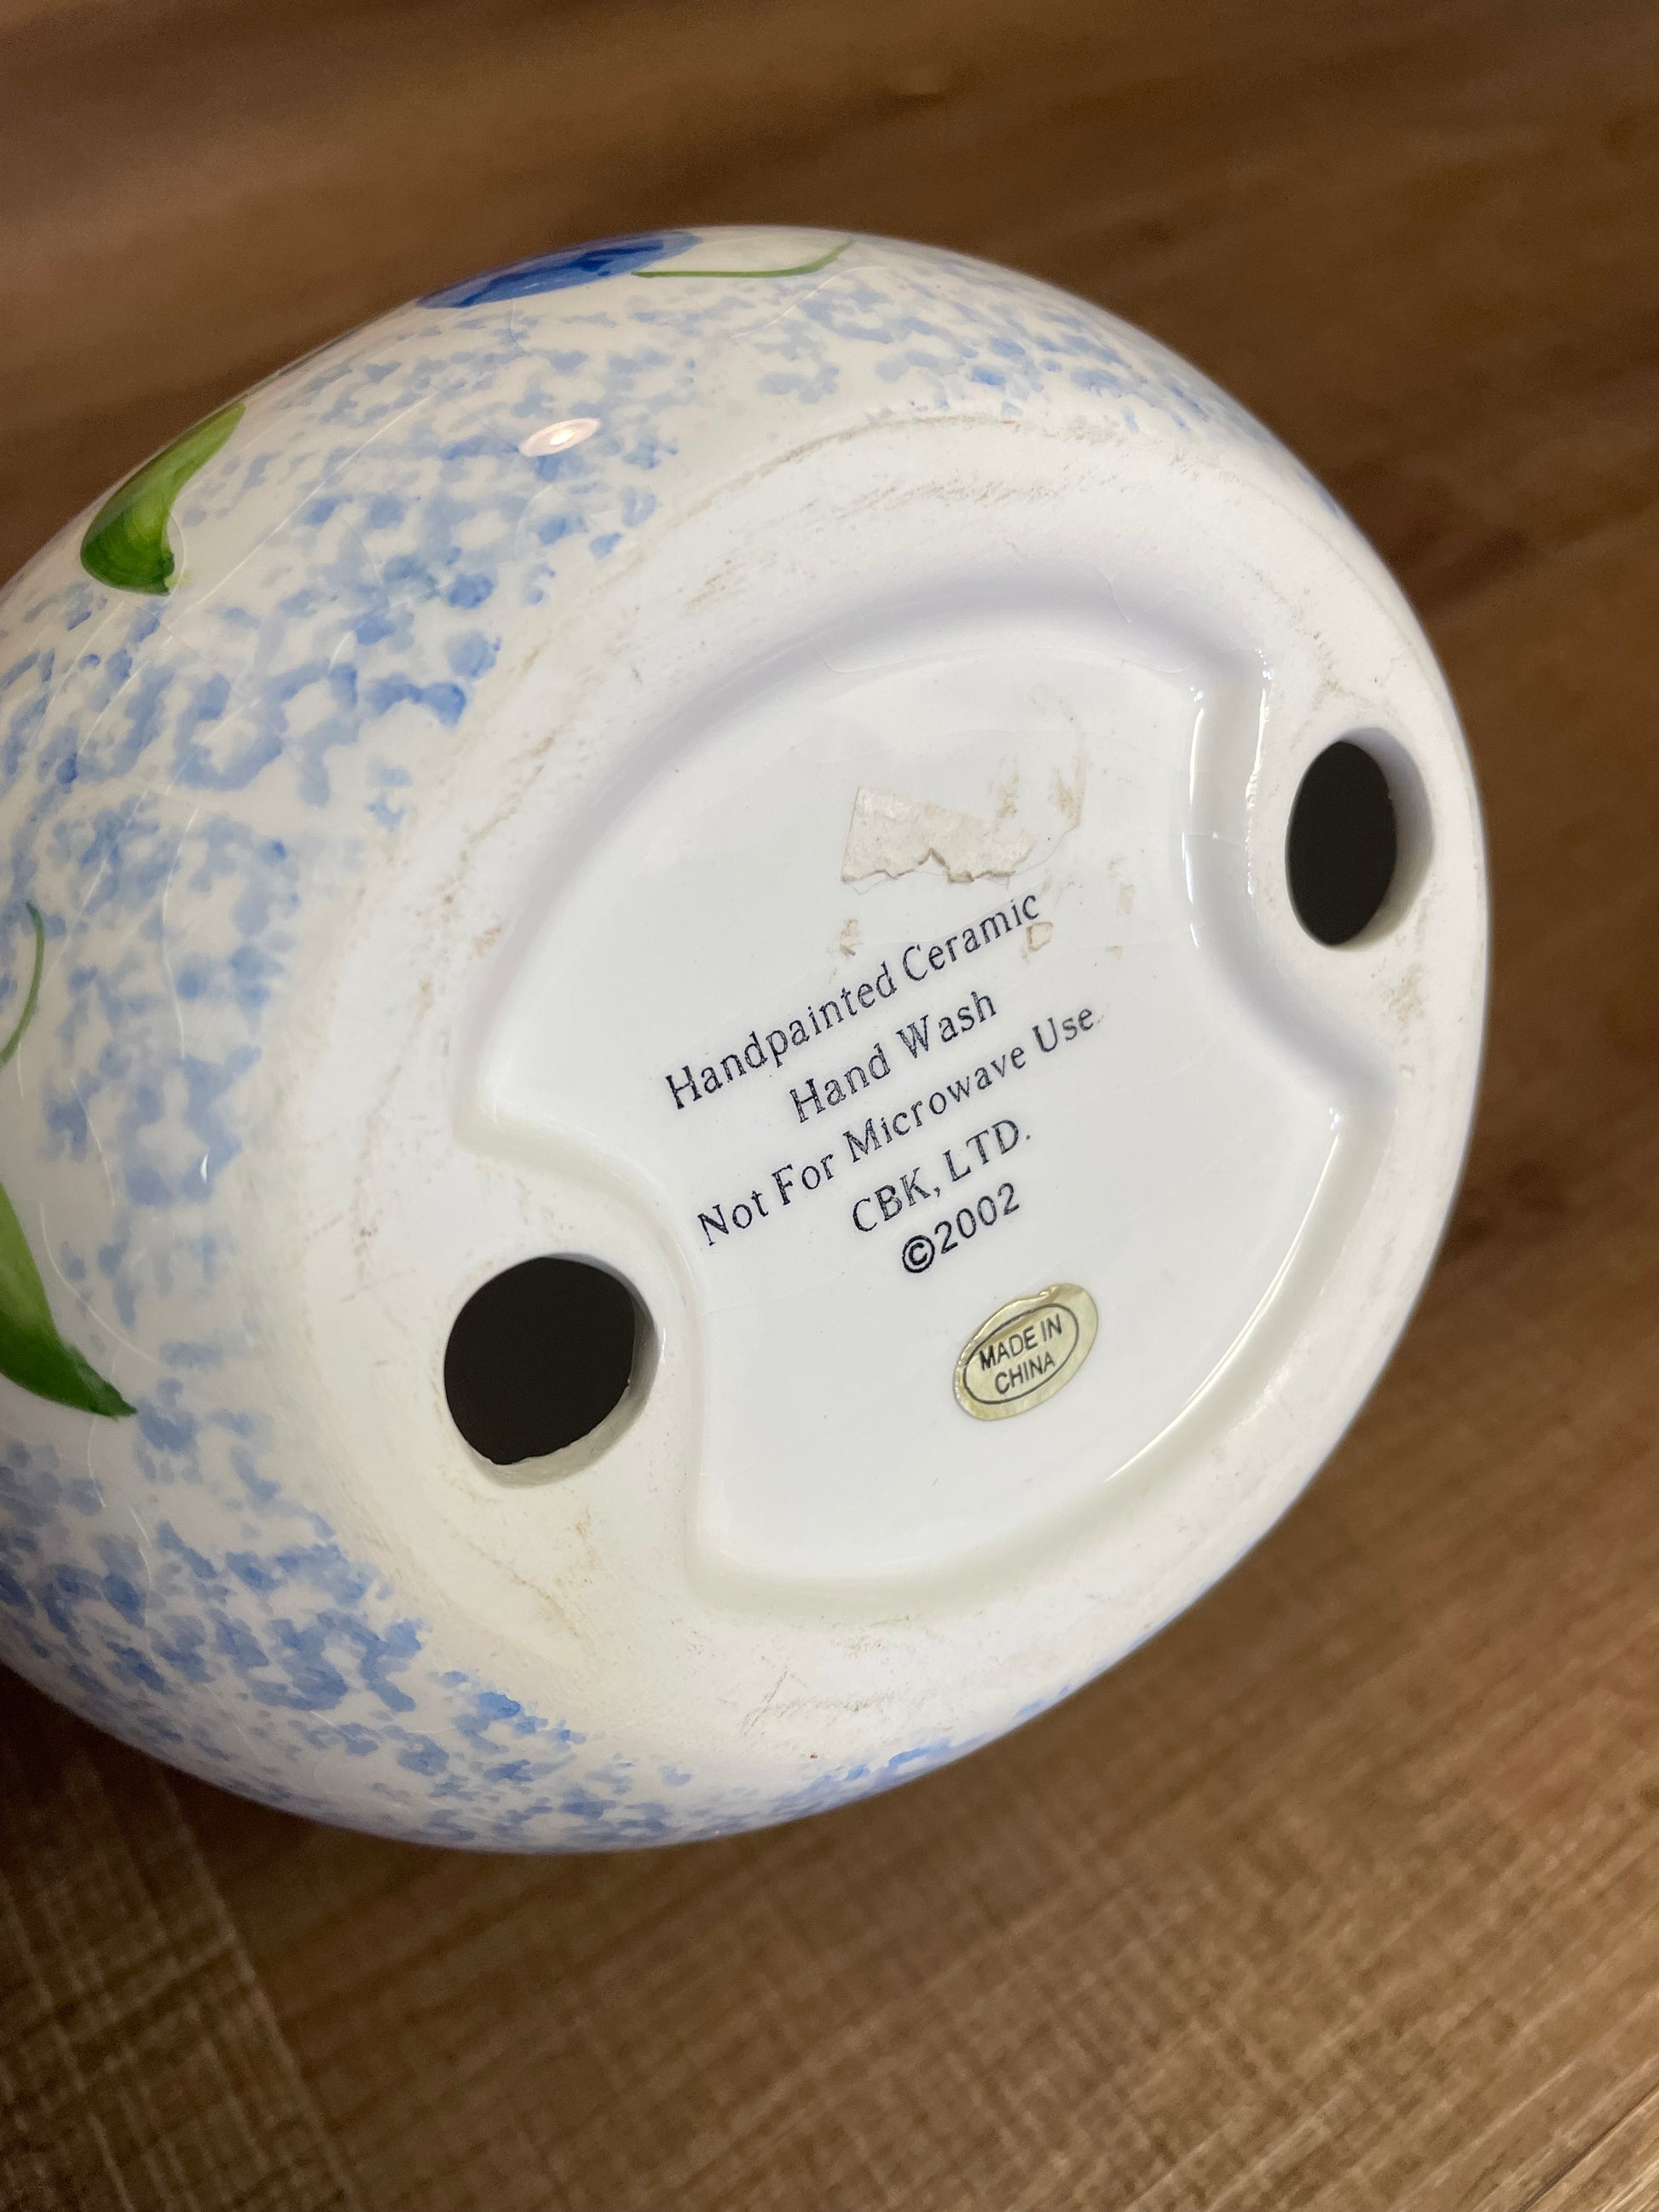 Handpainted Ceramic
Hand Wash
Not For Microwave Use
CBK, LTD.
©2002
MADE IN
CHINA